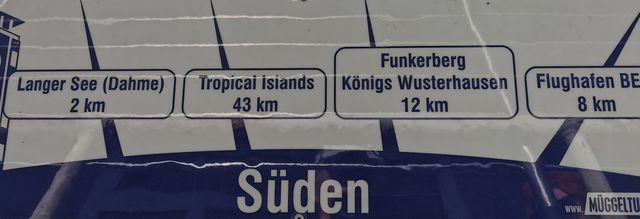 Langer See (Dahme)
2 km
Tropical Islands
43 km
Funkerberg
Königs Wusterhausen
12 km
Flughafen BE
8 km
Süden
www.MÜGGELTU